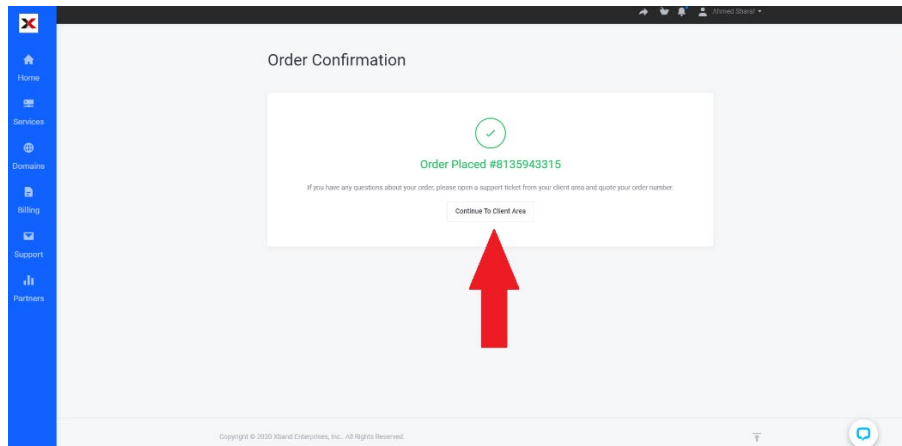 Ahmed Sharaf
Home
Services
Domains
Billing
Support
Partners
Order Confirmation
Order Placed #8135943315
If you have any questions about your order, please open a support ticket from your client area and quote your order number.
Continue To Client Area
Copyright © 2020 Xband Enterprises, Inc.. All Rights Reserved.